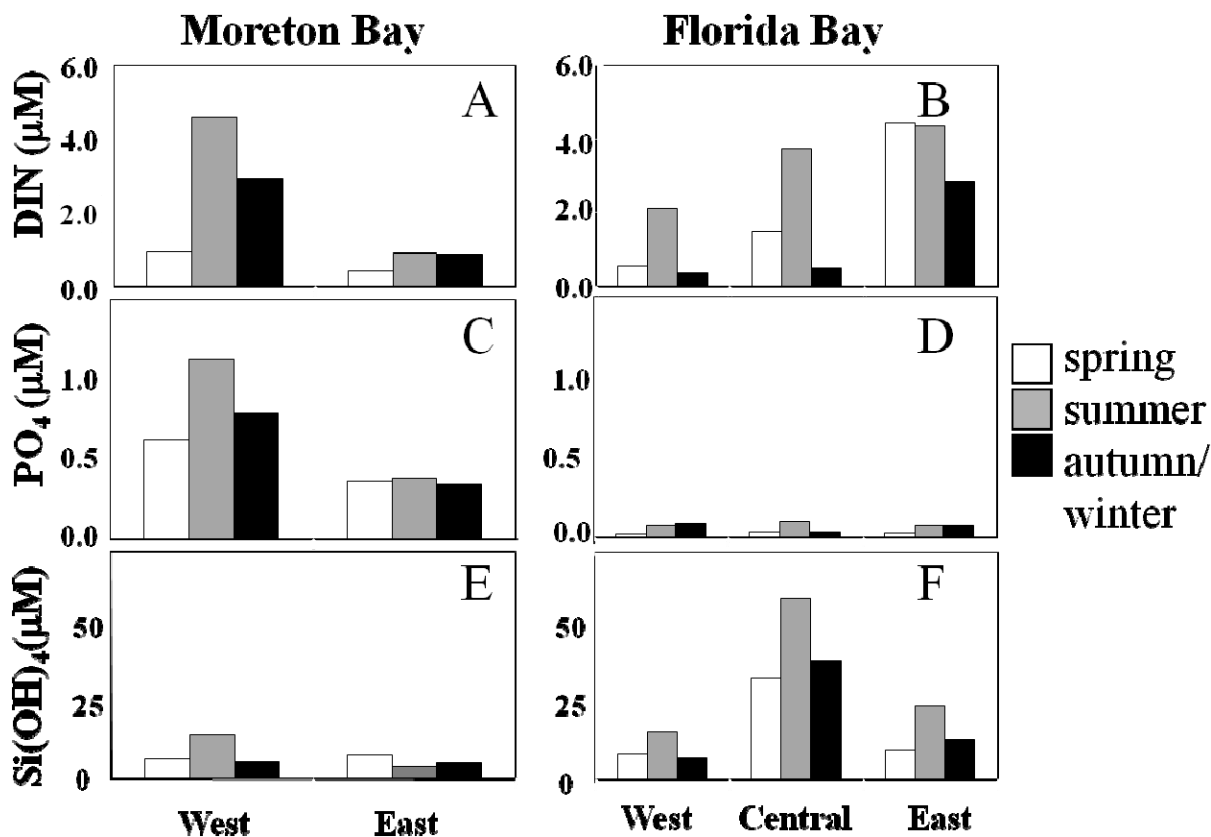 Moreton Bay
Florida Bay
DIN (μM)
6.0
4.0
2.0
0.0
A
6.0
4.0
2.0
0.0
B
PO4 (μM)
1.0
0.5
0.0
C
1.0
0.5
0.0
D
spring
summer
autumn/
winter
Si(OH)4(μM)
50
25
0
E
50
25
0
F
West
East
West
Central
East